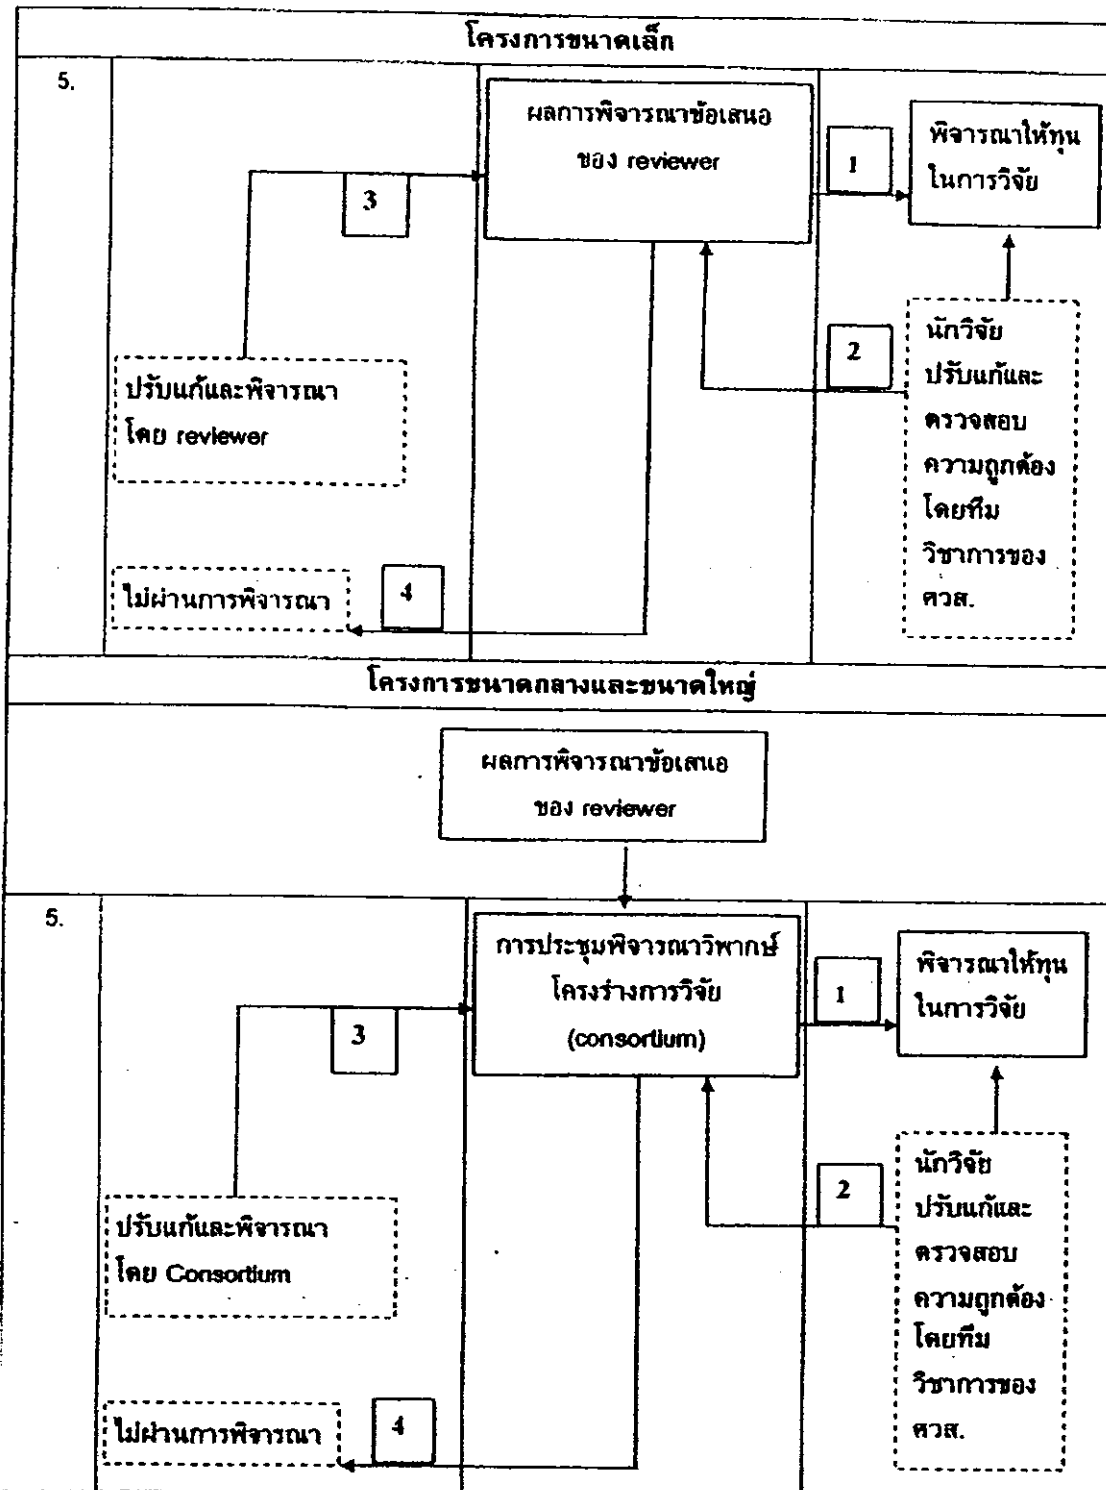 โครงการขนาดเล็ก
5.
ผลการพิจารณาข้อเสนอ
ของ reviewer
1
พิจารณาให้ทุน
ในการวิจัย
3
2
นักวิจัย
ปรับแก้และ
ตรวจสอบ
ความถูกต้อง
โดยทีม
วิชาการของ
ศวส.
ปรับแก้และพิจารณา
โดย reviewer
ไม่ผ่านการพิจารณา
4
โครงการขนาดกลางและขนาดใหญ่
ผลการพิจารณาข้อเสนอ
ของ reviewer
5.
การประชุมพิจารณาวิพากษ์
โครงร่างการวิจัย
(consortium)
1
พิจารณาให้ทุน
ในการวิจัย
3
2
นักวิจัย
ปรับแก้และ
ตรวจสอบ
ความถูกต้อง
โดยทีม
วิชาการของ
ศวส.
ปรับแก้และพิจารณา
โดย Consortium
ไม่ผ่านการพิจารณา
4